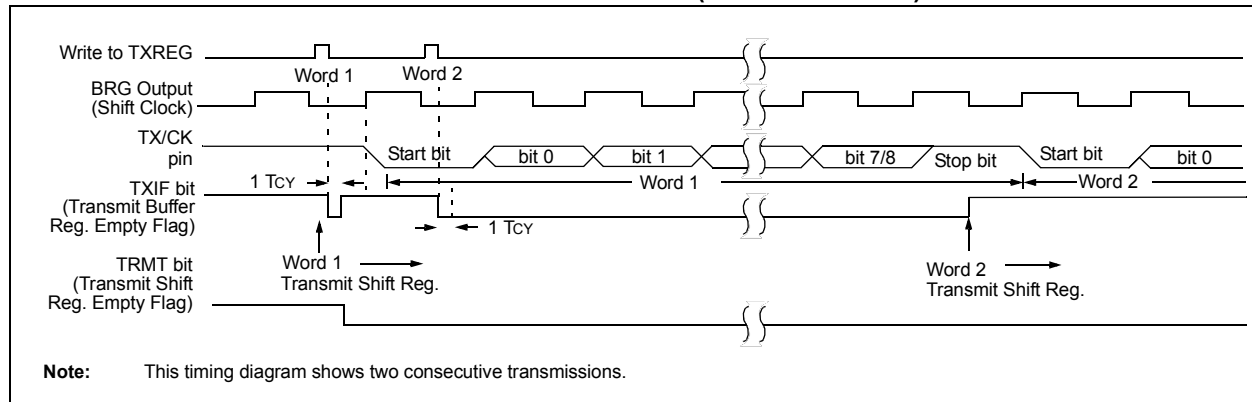 Write to TXREG
Word 1 Word 2
BRG Output
(Shift Clock)
TX/CK
pin
Start bit bit 0 bit 1 bit 7/8 Stop bit Start bit bit 0
Word 1 Word 2
1 TCY
TXIF bit
(Transmit Buffer
Reg. Empty Flag)
1 TCY
Word 1
Transmit Shift Reg.
Word 2
Transmit Shift Reg.
TRMT bit
(Transmit Shift
Reg. Empty Flag)
Note: This timing diagram shows two consecutive transmissions.